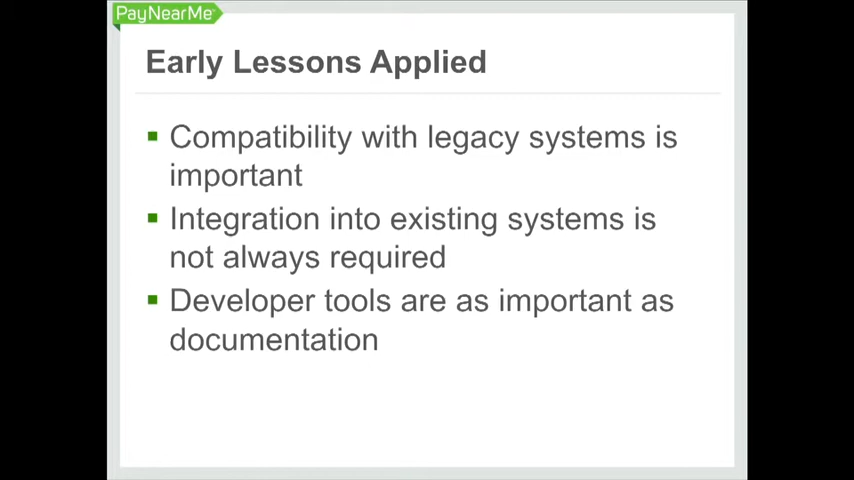 PayNearMe™
Early Lessons Applied
Compatibility with legacy systems is
important
Integration into existing systems is
not always required
Developer tools are as important as
documentation